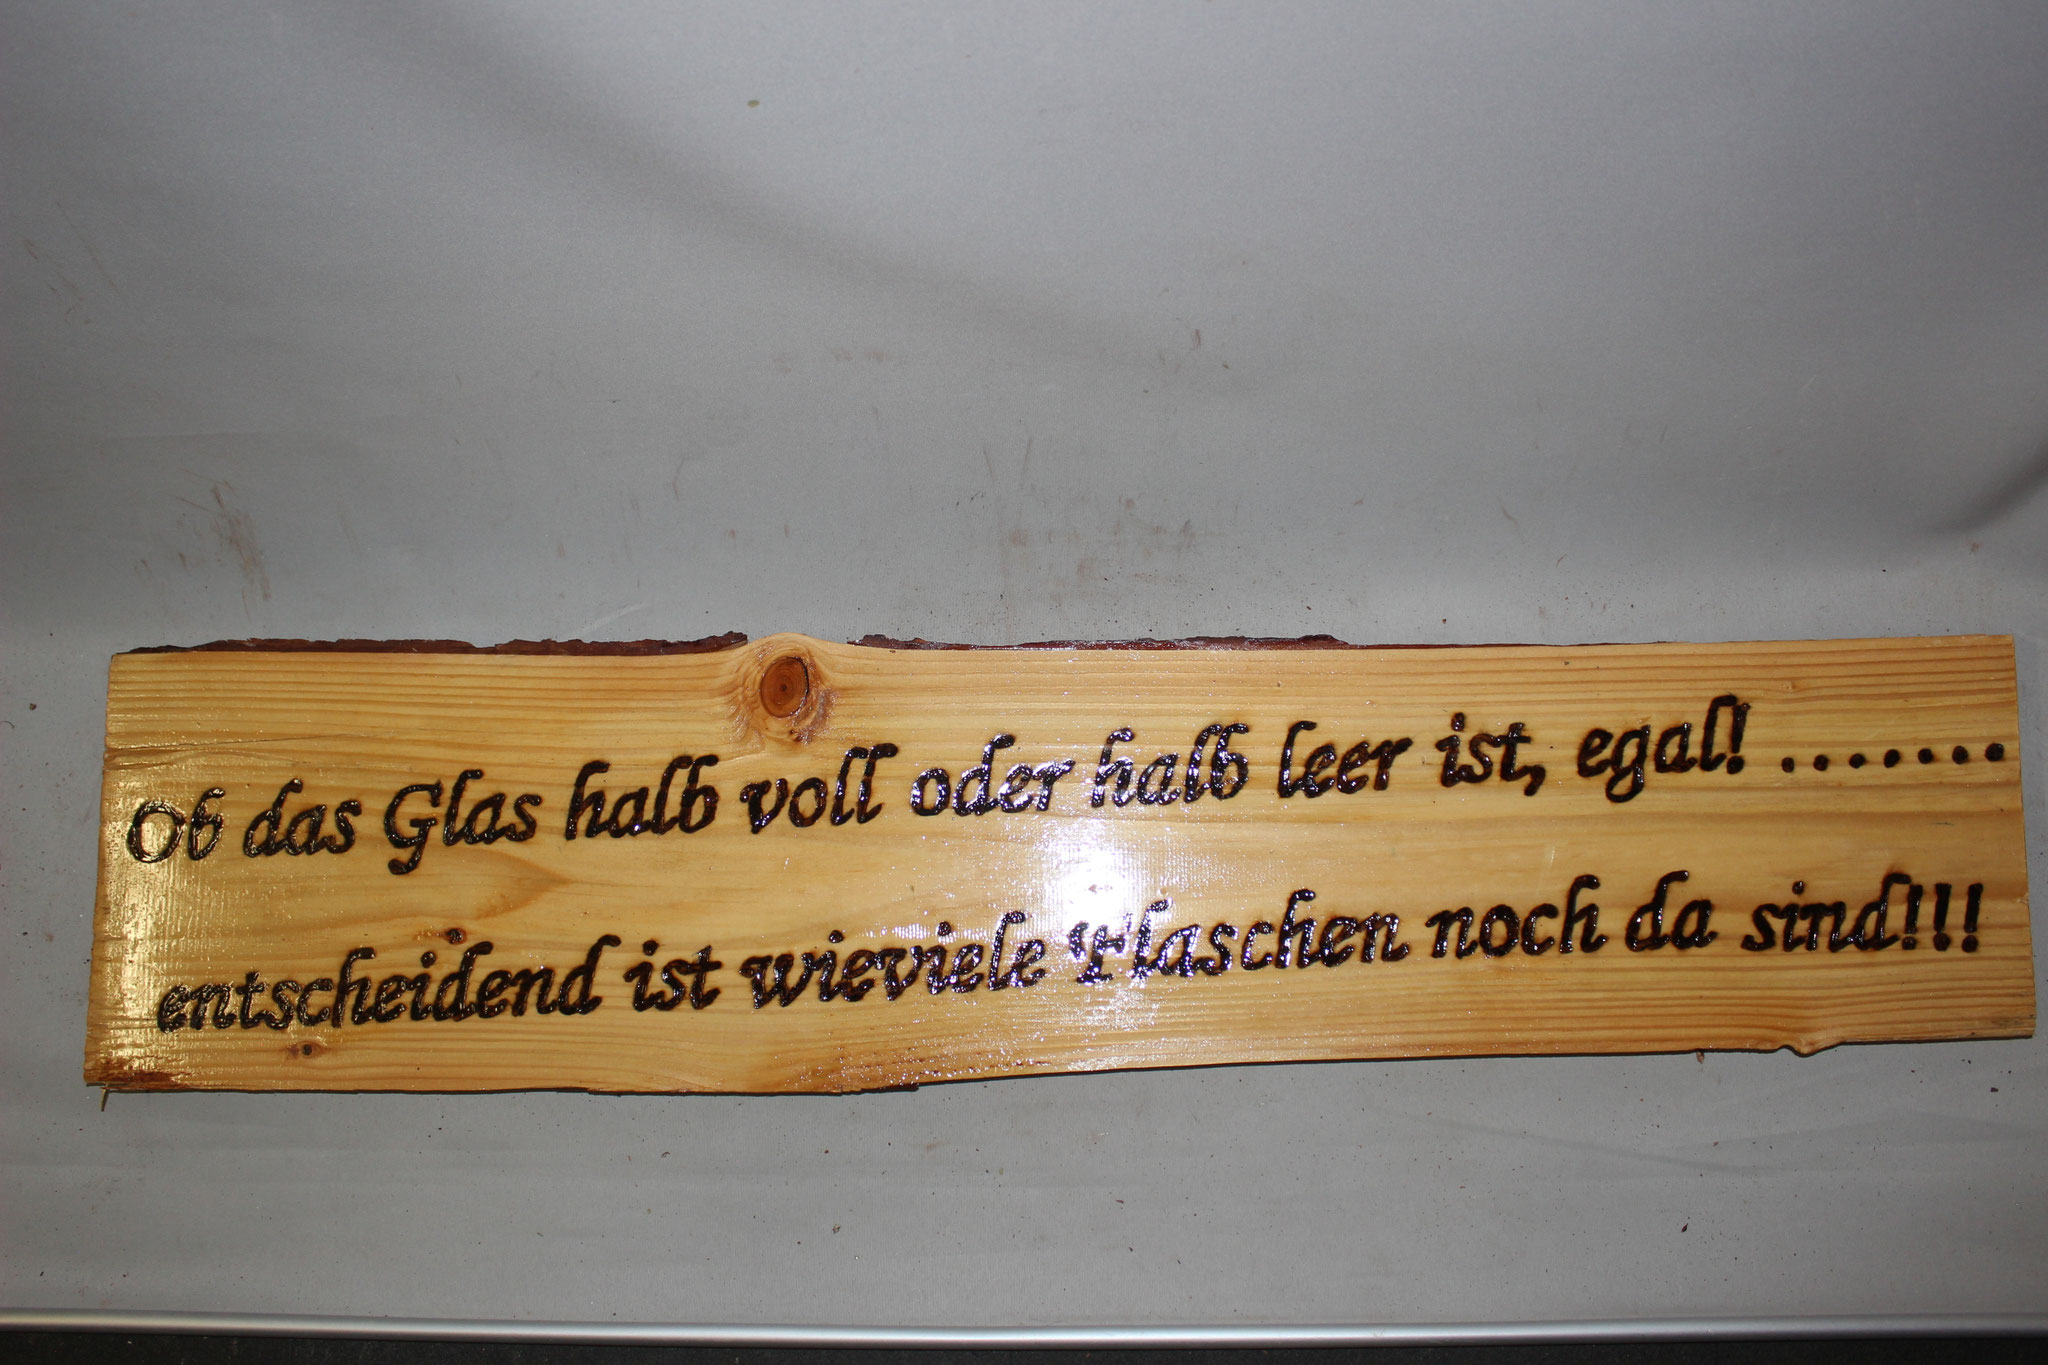 Ob das Glas halb voll oder halb leer ist, egal! .......
entscheidend ist wieviele Flaschen noch da sind!!!